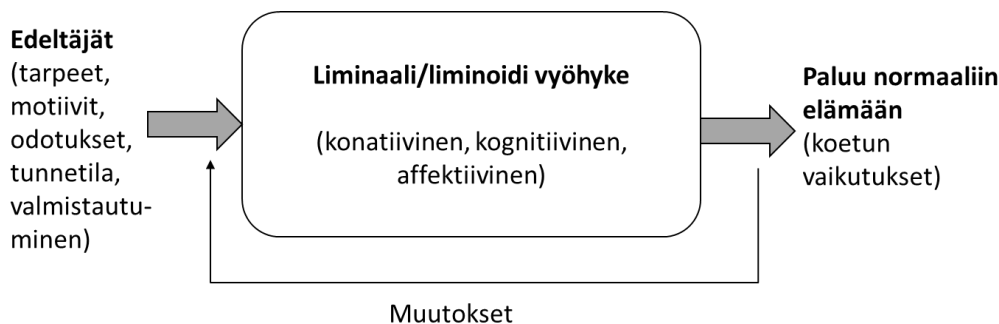 Edeltäjät
(tarpeet,
motiivit,
odotukset,
tunnetila,
valmistautu-
minen)
Liminaali/liminoidi vyöhyke
(konatiivinen, kognitiivinen,
affektiivinen)
Paluu normaaliin
elämään
(koetun
vaikutukset)
Muutokset